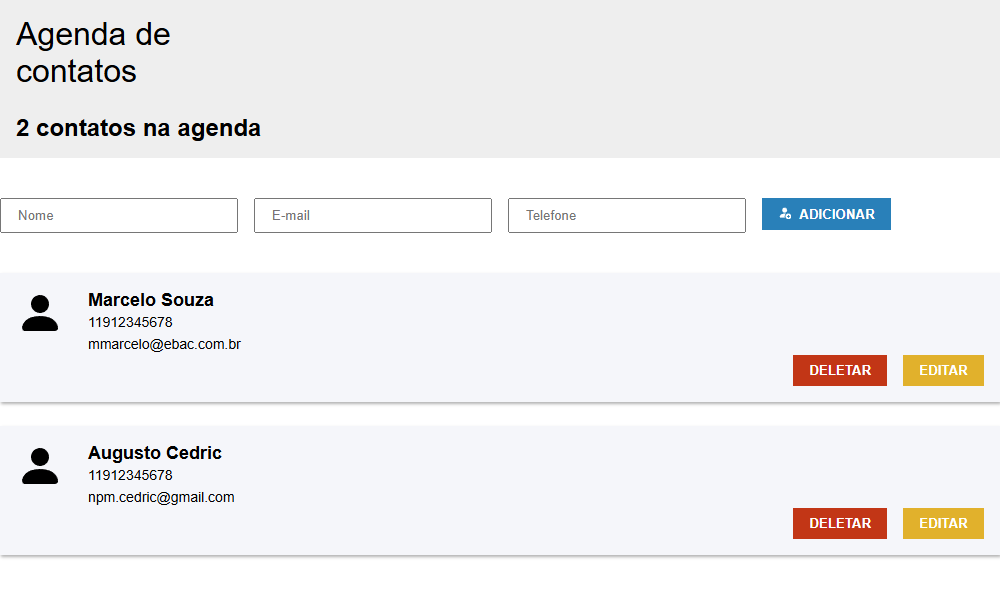 Agenda de
contatos
2 contatos na agenda
Nome E-mail Telefone ADICIONAR
Marcelo Souza
11912345678
mmarcelo@ebac.com.br
DELETAR EDITAR
Augusto Cedric
11912345678
npm.cedric@gmail.com
DELETAR EDITAR